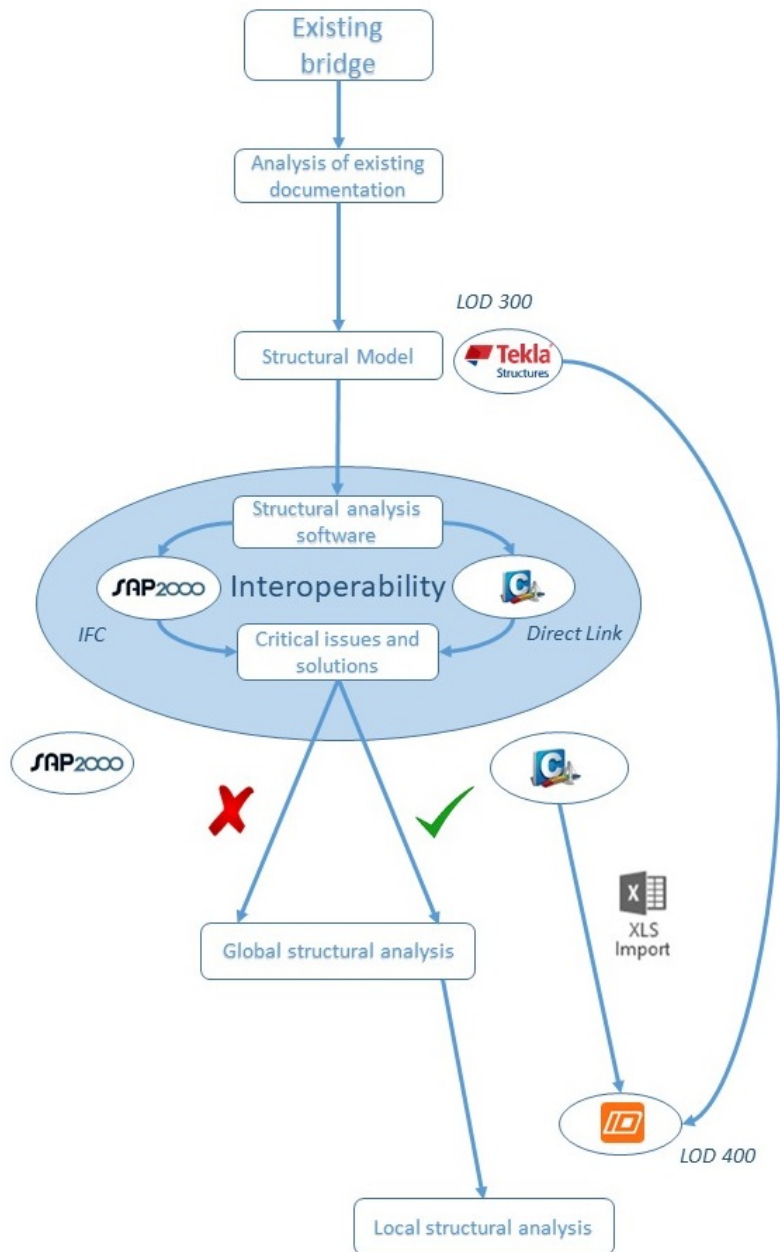 Existing
bridge
Analysis of existing
documentation
LOD 300
Structural Model
Tekla®
Structures
Structural analysis
software
SAP2000
Interoperability
C
IFC
Critical issues and
solutions
Direct Link
SAP2000
C
X
XLS
Import
Global structural analysis
LOD 400
Local structural analysis